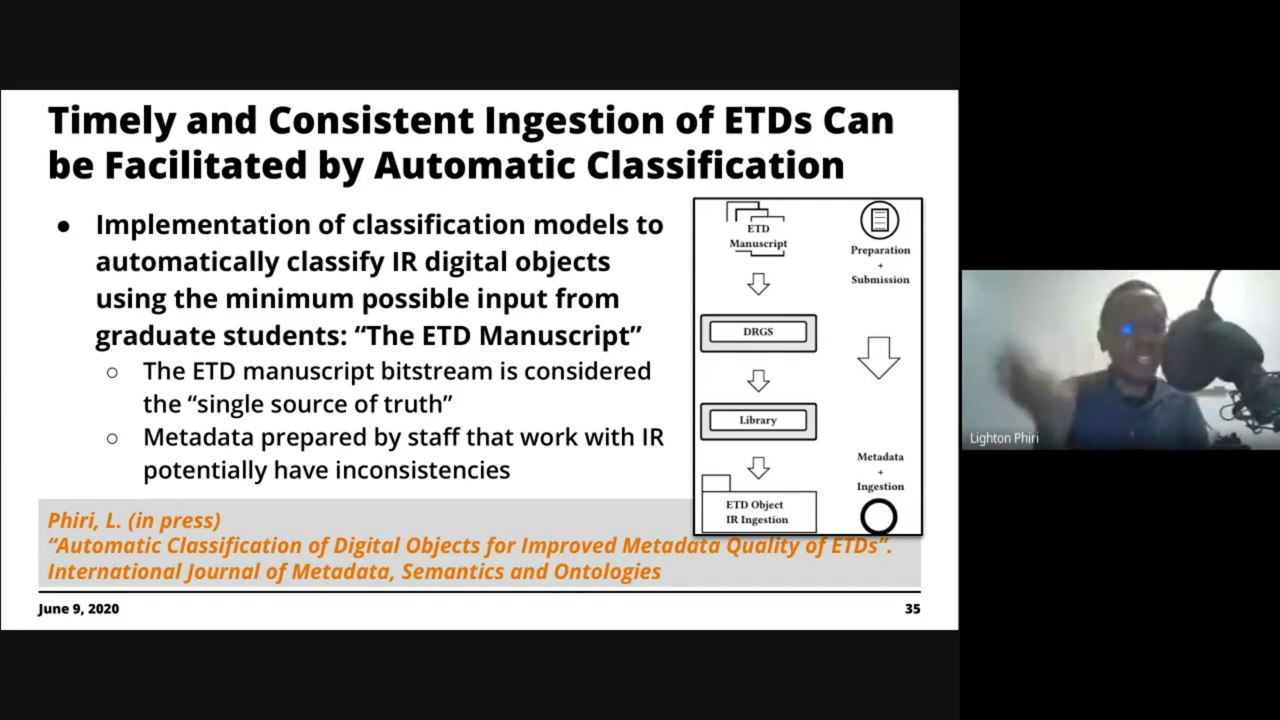 Timely and Consistent Ingestion of ETDs Can
be Facilitated by Automatic Classification
● Implementation of classification models to
automatically classify IR digital objects
using the minimum possible input from
graduate students: “The ETD Manuscript”
○ The ETD manuscript bitstream is considered
the “single source of truth”
○ Metadata prepared by staff that work with IR
potentially have inconsistencies
ETD
Manuscript
DRGS
Library
ETD Object
IR Ingestion
Preparation
+
Submission
Metadata
+
Ingestion
Phiri, L. (in press)
“Automatic Classification of Digital Objects for Improved Metadata Quality of ETDs”.
International Journal of Metadata, Semantics and Ontologies
June 9, 2020
35
Lighton Phiri